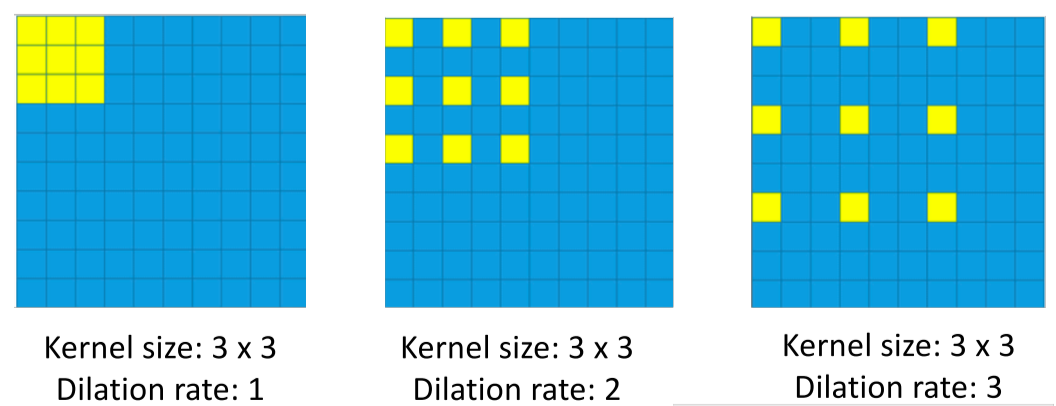 Kernel size: 3 x 3
Dilation rate: 1
Kernel size: 3 x 3
Dilation rate: 2
Kernel size: 3 x 3
Dilation rate: 3